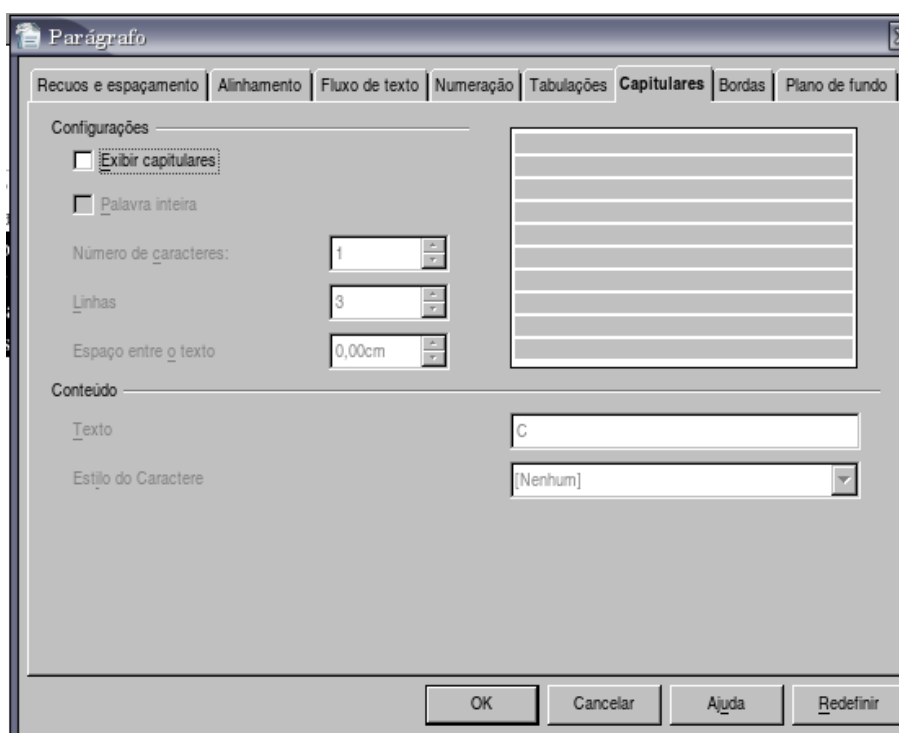 Parágrafo
Recuos e espaçamento Alinhamento Fluxo de texto Numeração Tabulações Capitulares Bordas Plano de fundo
Configurações
Exibir capitulares
Palavra inteira
Número de caracteres: 1
Linhas 3
Espaço entre o texto 0,00cm
Conteúdo
Texto C
Estilo do Caractere [Nenhum]
OK Cancelar Ajuda Redefinir